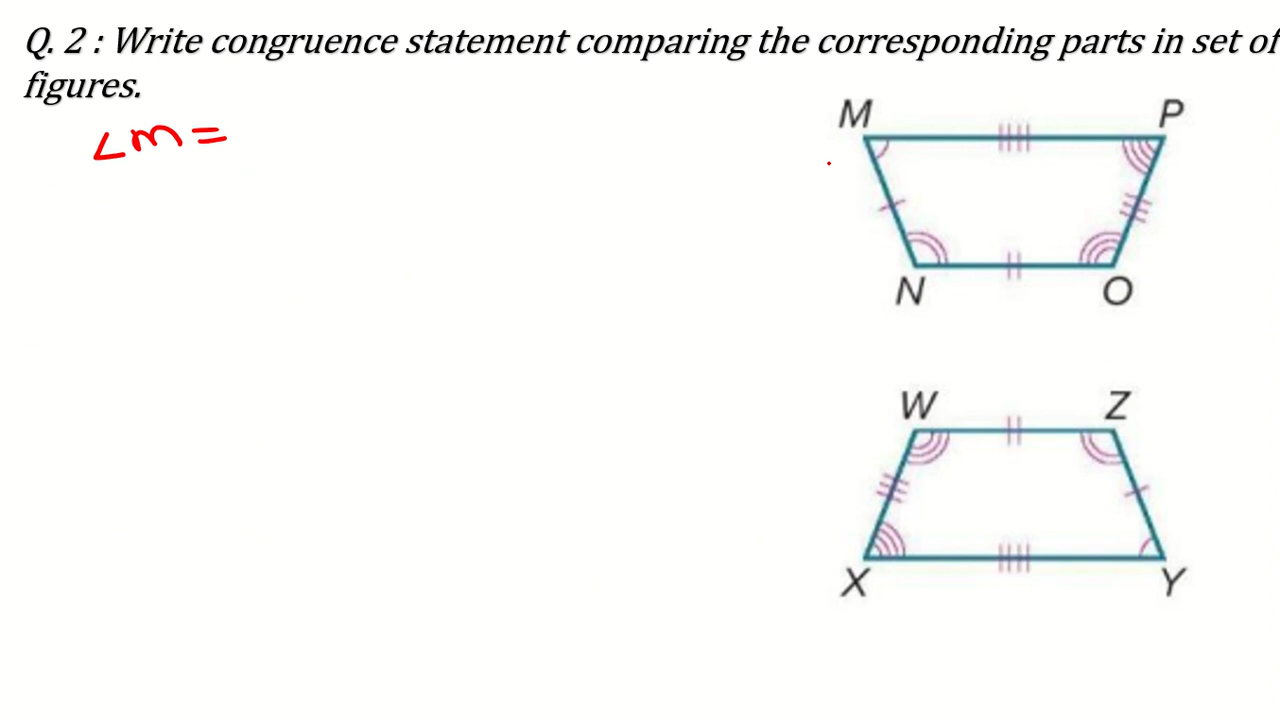 Q. 2 : Write congruence statement comparing the corresponding parts in set of
figures.
∠m =
M P
N O
W Z
X Y